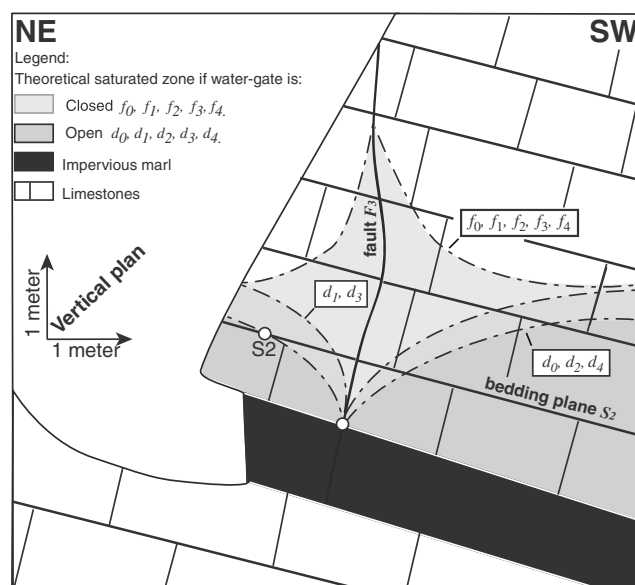 NE
SW
Legend:
Theoretical saturated zone if water-gate is:
Closed f0, f1, f2, f3, f4.
Open d0, d1, d2, d3, d4.
Impervious marl
Limestones
fault F3
f0, f1, f2, f3, f4
Vertical plan
1 meter
1 meter
d1, d3
S2
d0, d2, d4
bedding plane S2